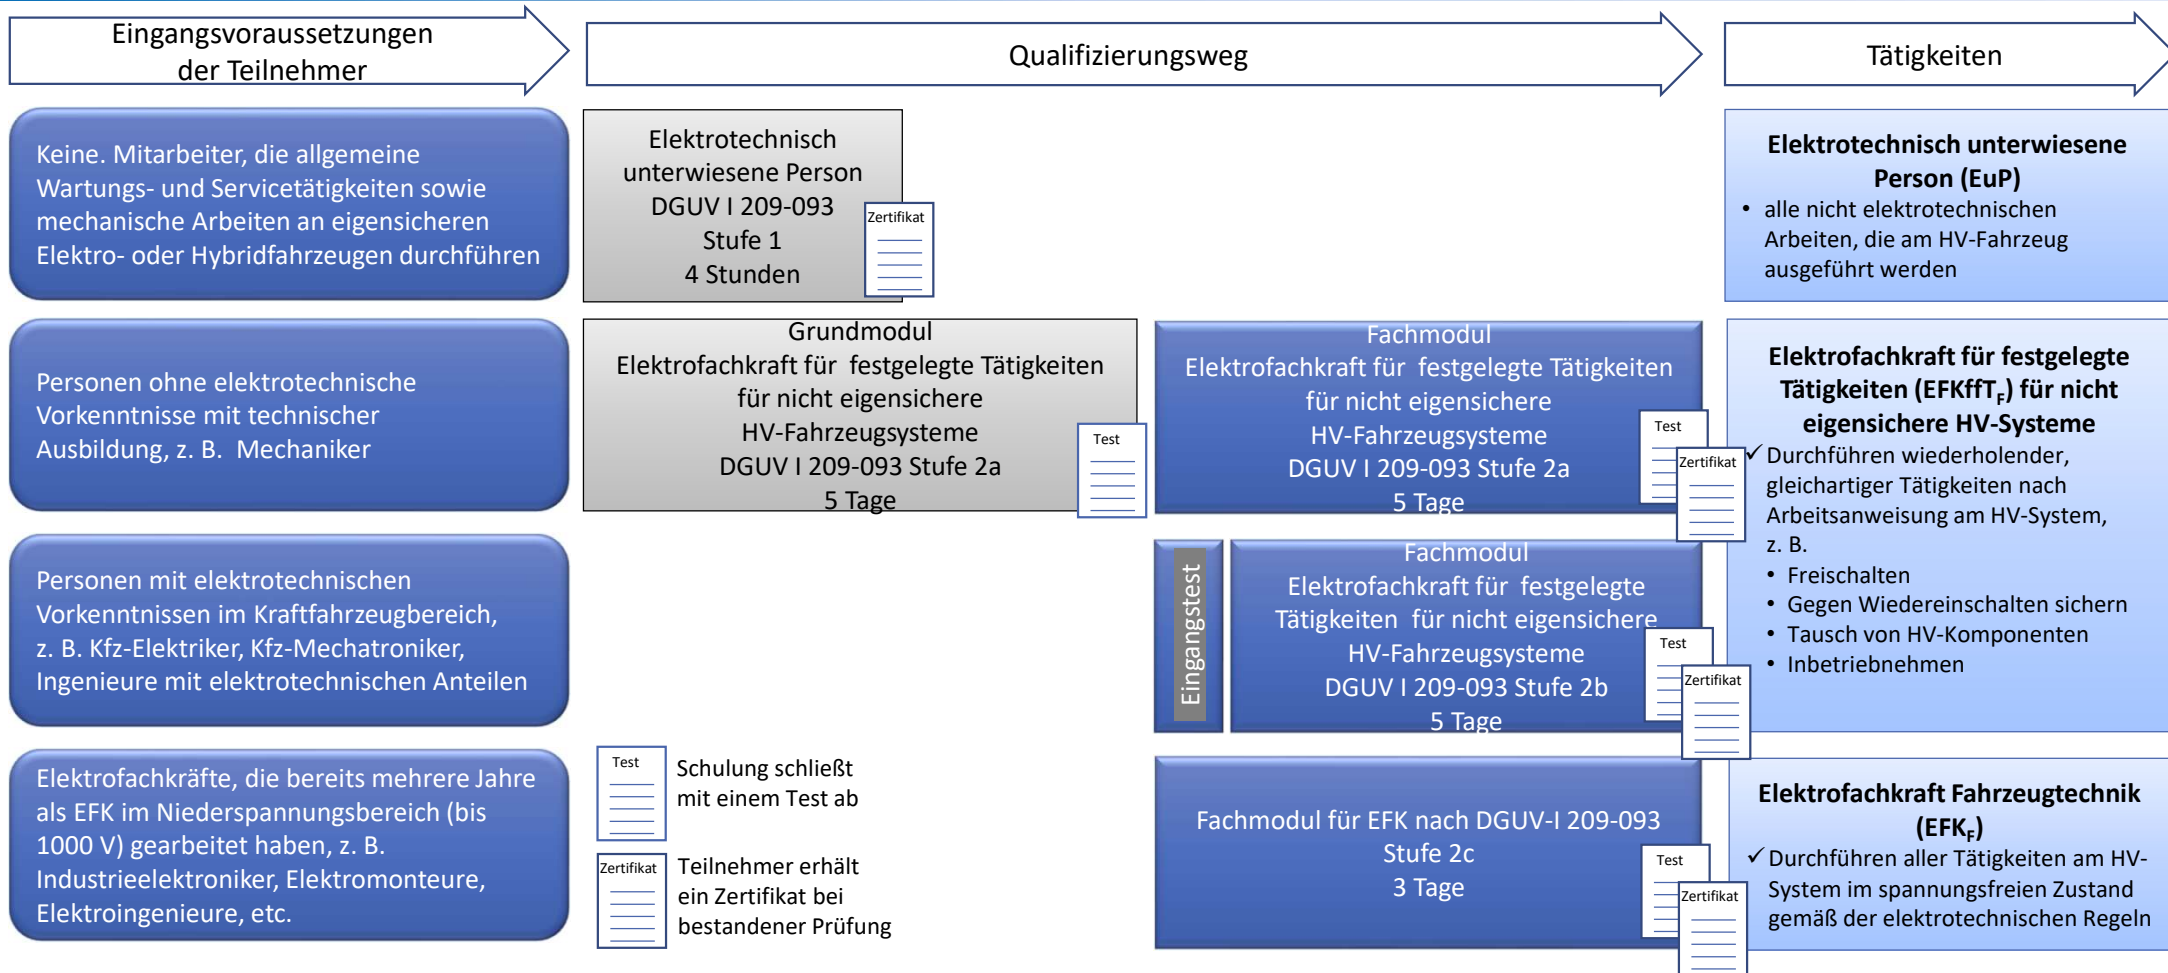 Eingangsvoraussetzungen
der Teilnehmer
Qualifizierungsweg
Tätigkeiten
Keine. Mitarbeiter, die allgemeine
Wartungs- und Servicetätigkeiten sowie
mechanische Arbeiten an eigensicheren
Elektro- oder Hybridfahrzeugen durchführen
Elektrotechnisch
unterwiesene Person
DGUV I 209-093
Stufe 1
4 Stunden
Zertifikat
Elektrotechnisch unterwiesene
Person (EuP)
• alle nicht elektrotechnischen
Arbeiten, die am HV-Fahrzeug
ausgeführt werden
Personen ohne elektrotechnische
Vorkenntnisse mit technischer
Ausbildung, z. B. Mechaniker
Grundmodul
Elektrofachkraft für festgelegte Tätigkeiten
für nicht eigensichere
HV-Fahrzeugsysteme
DGUV I 209-093 Stufe 2a
5 Tage
Test
Fachmodul
Elektrofachkraft für festgelegte Tätigkeiten
für nicht eigensichere
HV-Fahrzeugsysteme
DGUV I 209-093 Stufe 2a
5 Tage
Test
Zertifikat
Elektrofachkraft für festgelegte
Tätigkeiten (EFKffTF) für nicht
eigensichere HV-Systeme
✓ Durchführen wiederholender,
gleichartiger Tätigkeiten nach
Arbeitsanweisung am HV-System,
z. B.
• Freischalten
• Gegen Wiedereinschalten sichern
• Tausch von HV-Komponenten
• Inbetriebnehmen
Personen mit elektrotechnischen
Vorkenntnissen im Kraftfahrzeugbereich,
z. B. Kfz-Elektriker, Kfz-Mechatroniker,
Ingenieure mit elektrotechnischen Anteilen
Eingangstest
Fachmodul
Elektrofachkraft für festgelegte
Tätigkeiten für nicht eigensichere
HV-Fahrzeugsysteme
DGUV I 209-093 Stufe 2b
5 Tage
Test
Zertifikat
Elektrofachkräfte, die bereits mehrere Jahre
als EFK im Niederspannungsbereich (bis
1000 V) gearbeitet haben, z. B.
Industrieelektroniker, Elektromonteure,
Elektroingenieure, etc.
Test
Schulung schließt
mit einem Test ab
Zertifikat
Teilnehmer erhält
ein Zertifikat bei
bestandener Prüfung
Fachmodul für EFK nach DGUV-I 209-093
Stufe 2c
3 Tage
Test
Zertifikat
Elektrofachkraft Fahrzeugtechnik
(EFKF)
✓ Durchführen aller Tätigkeiten am HV-
System im spannungsfreien Zustand
gemäß der elektrotechnischen Regeln